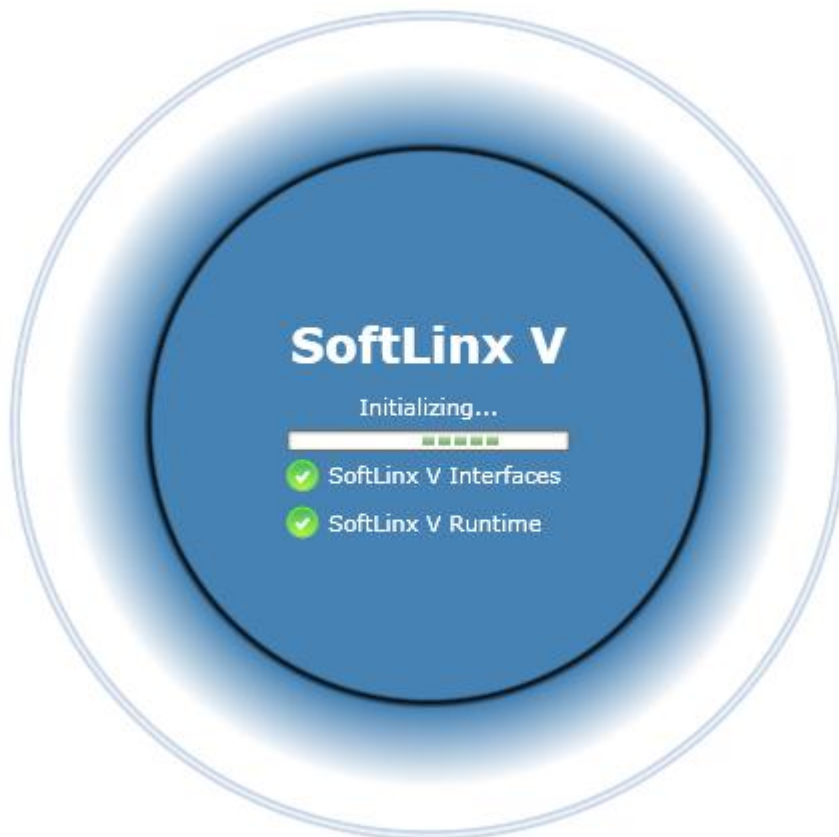 SoftLinx V
Initializing...
SoftLinx V Interfaces
SoftLinx V Runtime